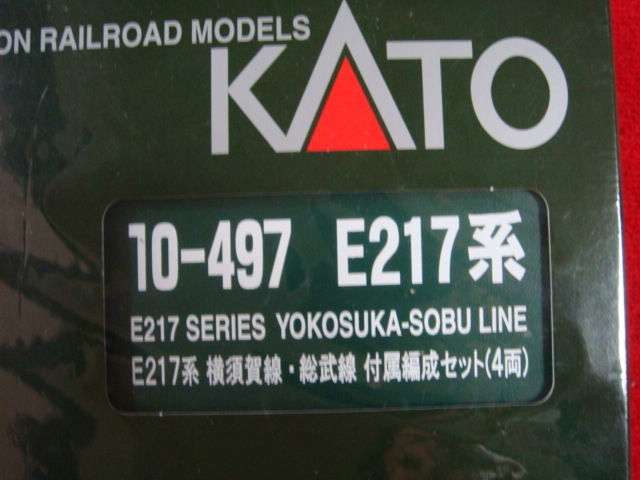 ON RAILROAD MODELS
KATO
10-497 E217系
E217 SERIES YOKOSUKA-SOBU LINE
E217系 横須賀線・総武線 付属編成セット(4両)